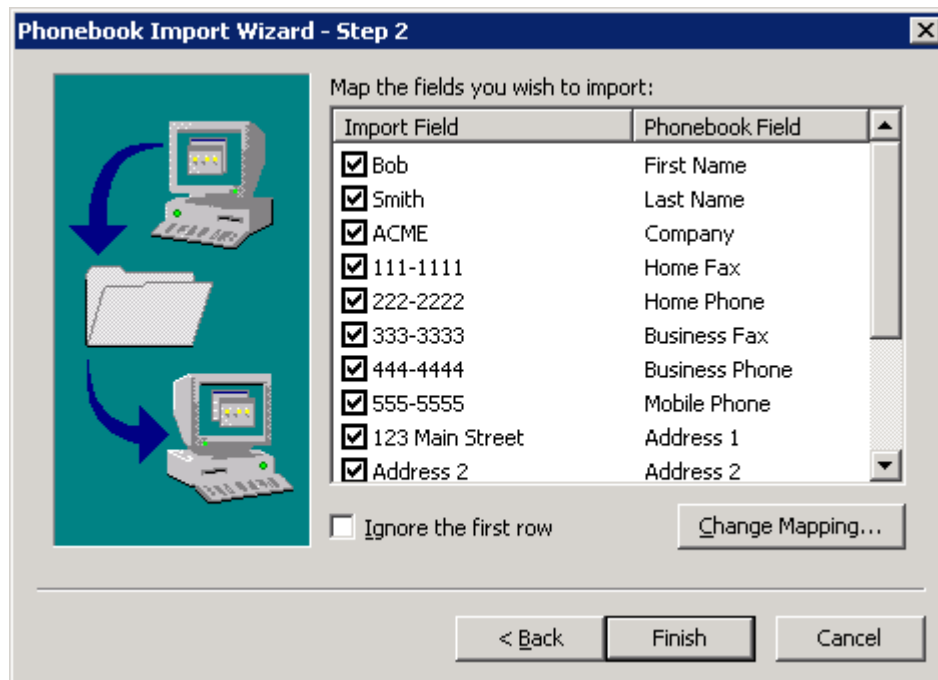 Phonebook Import Wizard - Step 2
Map the fields you wish to import:
Import Field Phonebook Field
Bob First Name
Smith Last Name
ACME Company
111-1111 Home Fax
222-2222 Home Phone
333-3333 Business Fax
444-4444 Business Phone
555-5555 Mobile Phone
123 Main Street Address 1
Address 2 Address 2
Ignore the first row Change Mapping...
< Back Finish Cancel